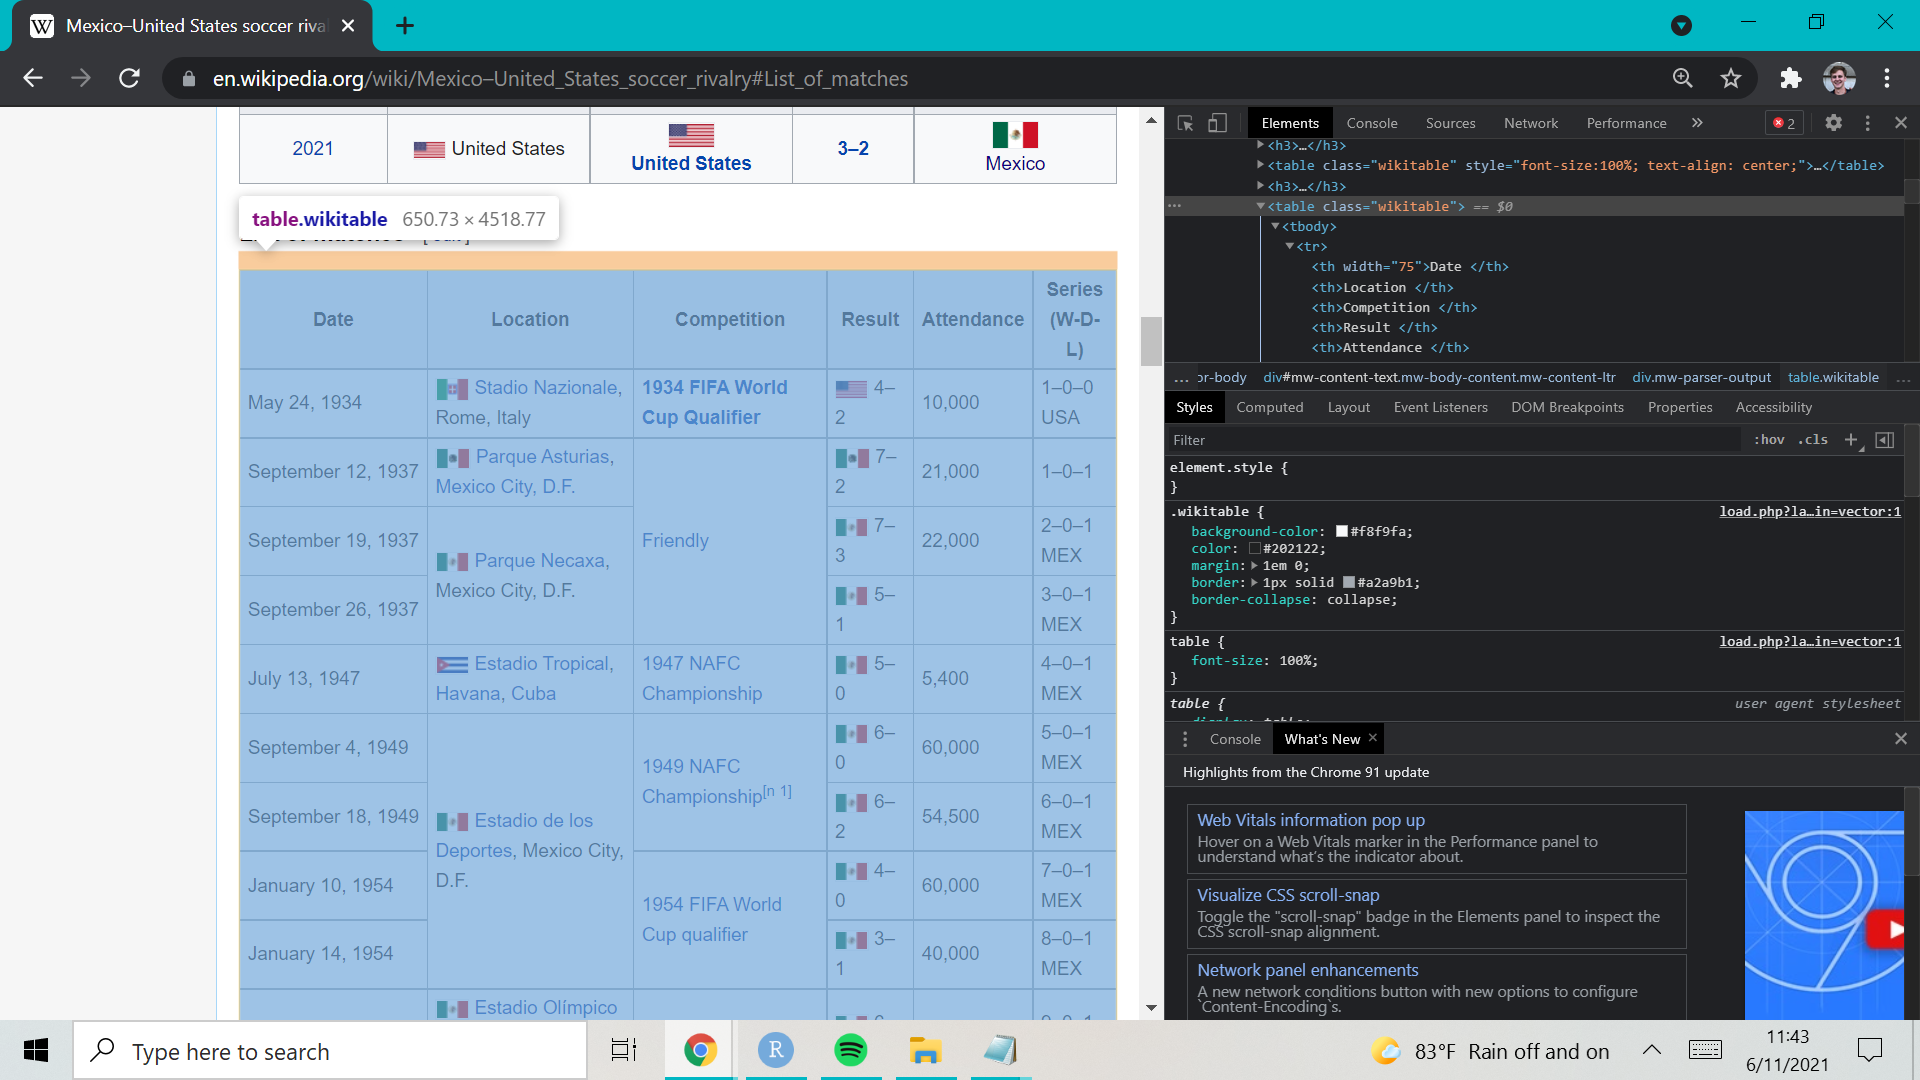 Mexico–United States soccer riva
en.wikipedia.org/wiki/Mexico–United_States_soccer_rivalry#List_of_matches
2021 United States United States 3–2 Mexico
table.wikitable 650.73 × 4518.77
Date Location Competition Result Attendance Series (W-D-L)
May 24, 1934 Stadio Nazionale, Rome, Italy 1934 FIFA World Cup Qualifier 4–2 10,000 1–0–0 USA
September 12, 1937 Parque Asturias, Mexico City, D.F. Friendly 7–2 21,000 1–0–1
September 19, 1937 Parque Necaxa, Mexico City, D.F. 7–3 22,000 2–0–1 MEX
September 26, 1937 5–1 3–0–1 MEX
July 13, 1947 Estadio Tropical, Havana, Cuba 1947 NAFC Championship 5–0 5,400 4–0–1 MEX
September 4, 1949 Estadio de los Deportes, Mexico City, D.F. 1949 NAFC Championship[n 1] 6–0 60,000 5–0–1 MEX
September 18, 1949 6–2 54,500 6–0–1 MEX
January 10, 1954 1954 FIFA World Cup qualifier 4–0 60,000 7–0–1 MEX
January 14, 1954 3–1 40,000 8–0–1 MEX
Estadio Olímpico
Elements Console Sources Network Performance » 2
<h3>…</h3>
<table class="wikitable" style="font-size:100%; text-align: center;">…</table>
<h3>…</h3>
<table class="wikitable"> == $0
<tbody>
<tr>
<th width="75">Date </th>
<th>Location </th>
<th>Competition </th>
<th>Result </th>
<th>Attendance </th>
… or-body div#mw-content-text.mw-body-content.mw-content-ltr div.mw-parser-output table.wikitable …
Styles Computed Layout Event Listeners DOM Breakpoints Properties Accessibility
Filter :hov .cls +
element.style {
}
.wikitable { load.php?la…in=vector:1
background-color: #f8f9fa;
color: #202122;
margin: 1em 0;
border: 1px solid #a2a9b1;
border-collapse: collapse;
}
table { load.php?la…in=vector:1
font-size: 100%;
}
table { user agent stylesheet
Console What's New
Highlights from the Chrome 91 update
Web Vitals information pop up
Hover on a Web Vitals marker in the Performance panel to
understand what's the indicator about.
Visualize CSS scroll-snap
Toggle the "scroll-snap" badge in the Elements panel to inspect the
CSS scroll-snap alignment.
Network panel enhancements
A new network conditions button with new options to configure
`Content-Encoding`s.
Type here to search
R
83°F Rain off and on
11:43
6/11/2021